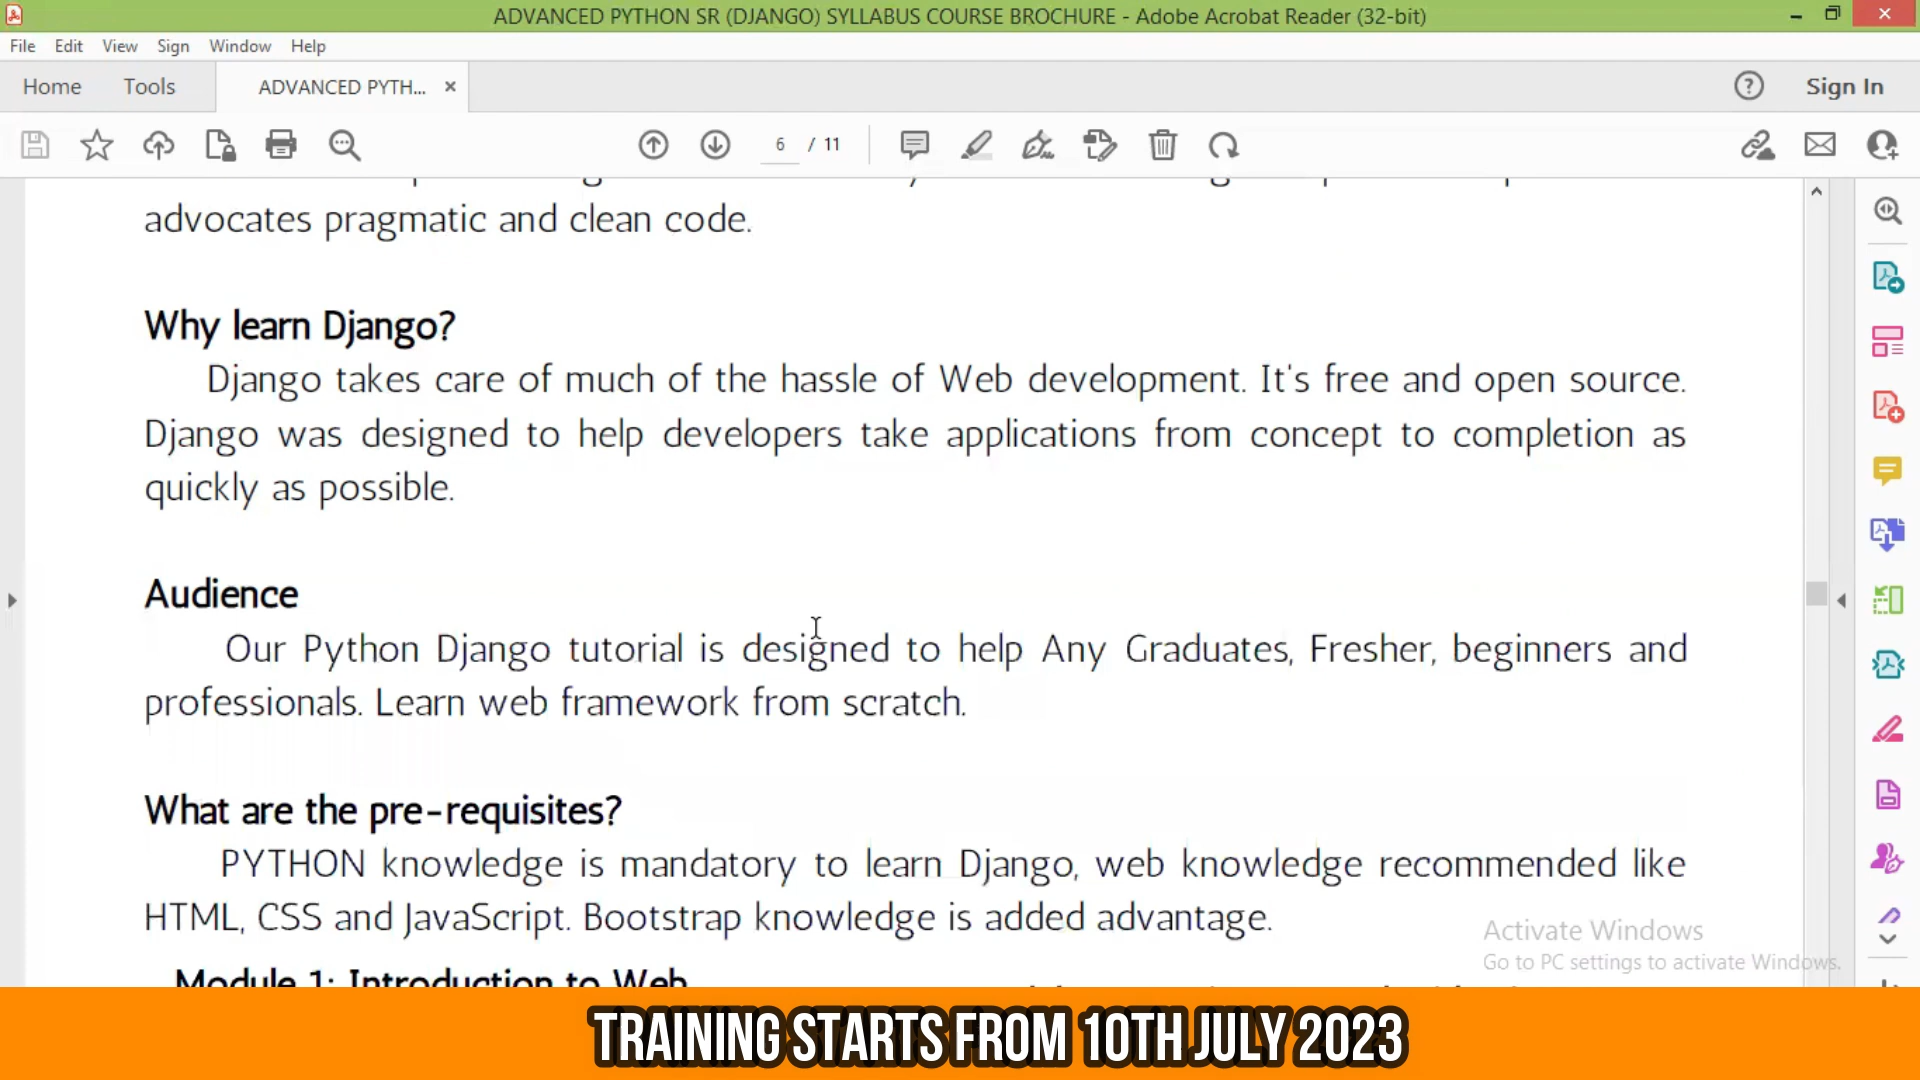 ADVANCED PYTHON SR (DJANGO) SYLLABUS COURSE BROCHURE - Adobe Acrobat Reader (32-bit)
File Edit View Sign Window Help
Home Tools ADVANCED PYTH... × Sign In
6 / 11
advocates pragmatic and clean code.
Why learn Django?
Django takes care of much of the hassle of Web development. It's free and open source.
Django was designed to help developers take applications from concept to completion as
quickly as possible.
Audience
Our Python Django tutorial is designed to help Any Graduates, Fresher, beginners and
professionals. Learn web framework from scratch.
What are the pre-requisites?
PYTHON knowledge is mandatory to learn Django, web knowledge recommended like
HTML, CSS and JavaScript. Bootstrap knowledge is added advantage.
Activate Windows
Go to PC settings to activate Windows.
Module 1: Introduction to Web
TRAINING STARTS FROM 10TH JULY 2023